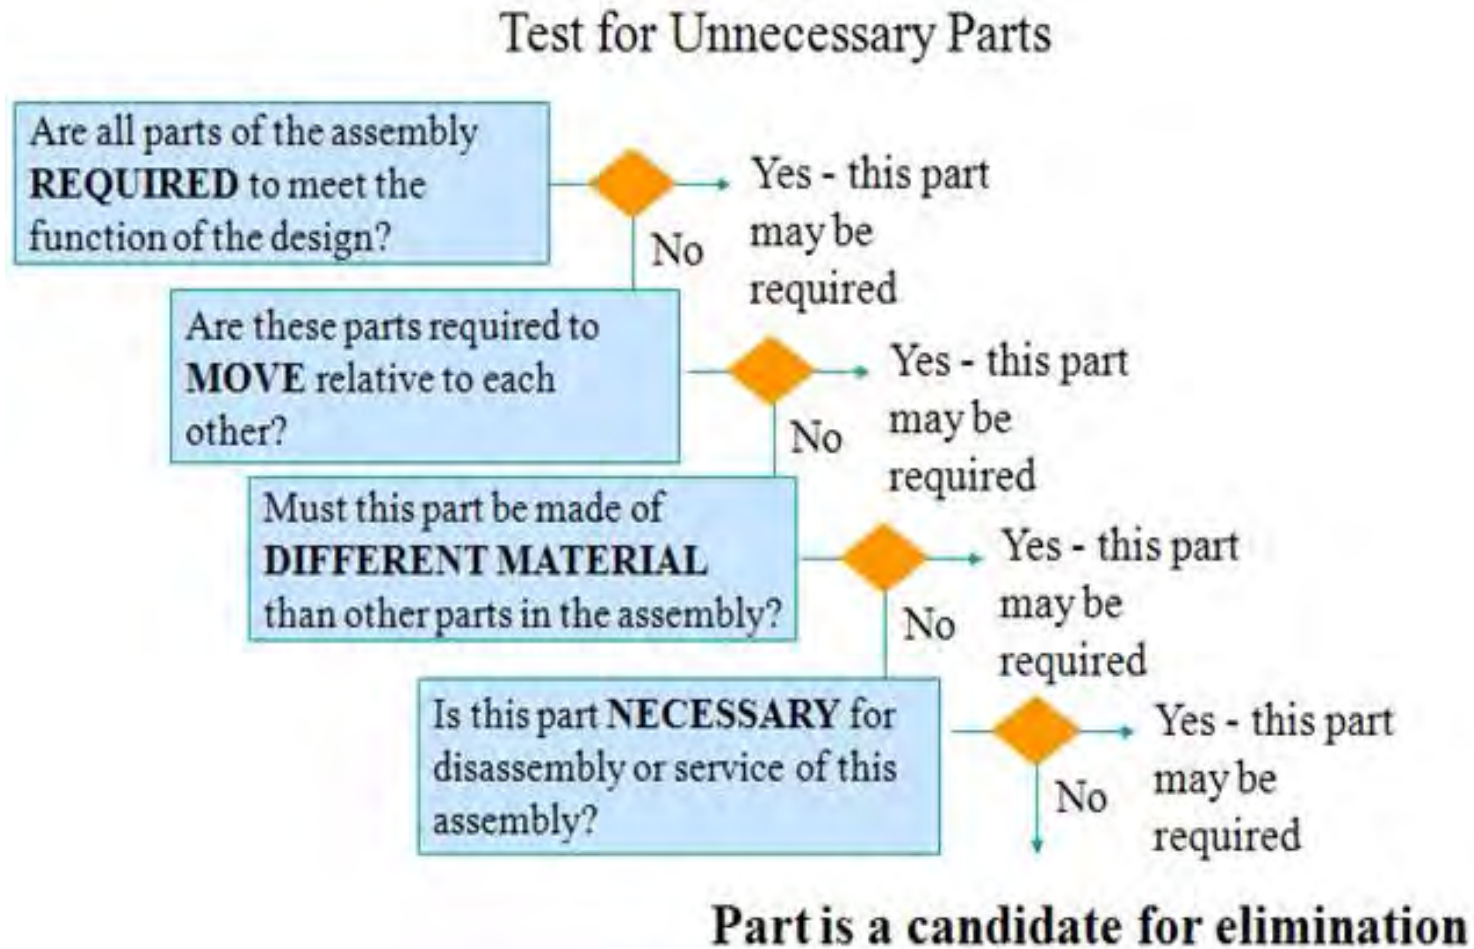 Test for Unnecessary Parts
Are all parts of the assembly
REQUIRED to meet the
function of the design?
Yes - this part
may be
required
No
Are these parts required to
MOVE relative to each
other?
Yes - this part
may be
required
No
Must this part be made of
DIFFERENT MATERIAL
than other parts in the assembly?
Yes - this part
may be
required
No
Is this part NECESSARY for
disassembly or service of this
assembly?
Yes - this part
may be
required
No
Part is a candidate for elimination